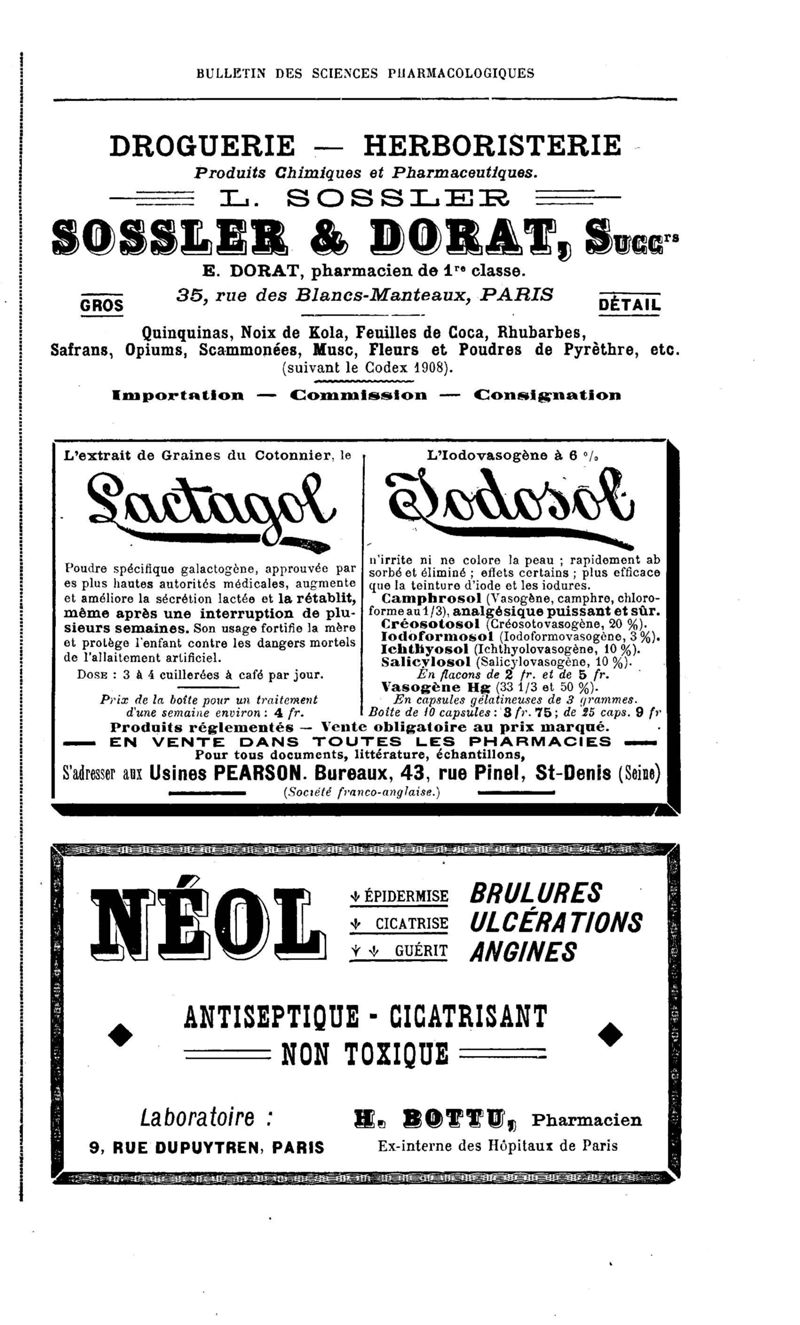 BULLETIN DES SCIENCES PHARMACOLOGIQUES
DROGUERIE — HERBORISTERIE
Produits Chimiques et Pharmaceutiques.
L. SOSSLER
SOSSLER & DORAT, Succrs
E. DORAT, pharmacien de 1re classe.
35, rue des Blancs-Manteaux, PARIS
GROS
DÉTAIL
Quinquinas, Noix de Kola, Feuilles de Coca, Rhubarbes,
Safrans, Opiums, Scammonées, Musc, Fleurs et Poudres de Pyrèthre, etc.
(suivant le Codex 1908).
Importation — Commission — Consignation
L'extrait de Graines du Cotonnier, le
Lactagol
Poudre spécifique galactogène, approuvée par
es plus hautes autorités médicales, augmente
et améliore la sécrétion lactée et la rétablit,
même après une interruption de plu-
sieurs semaines. Son usage fortifie la mère
et protège l'enfant contre les dangers mortels
de l'allaitement artificiel.
DOSE : 3 à 4 cuillerées à café par jour.
Prix de la boîte pour un traitement
d'une semaine environ : 4 fr.
L'Iodovasogène à 6 %
Iodosol
n'irrite ni ne colore la peau ; rapidement ab
sorbé et éliminé ; effets certains ; plus efficace
que la teinture d'iode et les iodures.
Camphrosol (Vasogène, camphre, chloro-
forme au 1/3), analgésique puissant et sûr.
Créosotosol (Créosotovasogène, 20 %).
Iodoformosol (Iodoformovasogène, 3 %).
Ichthyosol (Ichthyolovasogène, 10 %).
Salicylosol (Salicylovasogène, 10 %).
En flacons de 2 fr. et de 5 fr.
Vasogène Hg (33 1/3 et 50 %).
En capsules gélatineuses de 3 grammes.
Boîte de 10 capsules : 3 fr. 75 ; de 25 caps. 9 fr
Produits réglementés — Vente obligatoire au prix marqué.
EN VENTE DANS TOUTES LES PHARMACIES
Pour tous documents, littérature, échantillons,
S'adresser aux Usines PEARSON. Bureaux, 43, rue Pinel, St-Denis (Seine)
(Société franco-anglaise.)
NÉOL
ÉPIDERMISE
CICATRISE
GUÉRIT
BRULURES
ULCÉRATIONS
ANGINES
ANTISEPTIQUE - CICATRISANT
NON TOXIQUE
Laboratoire :
9, RUE DUPUYTREN, PARIS
H. BOTTU, Pharmacien
Ex-interne des Hôpitaux de Paris